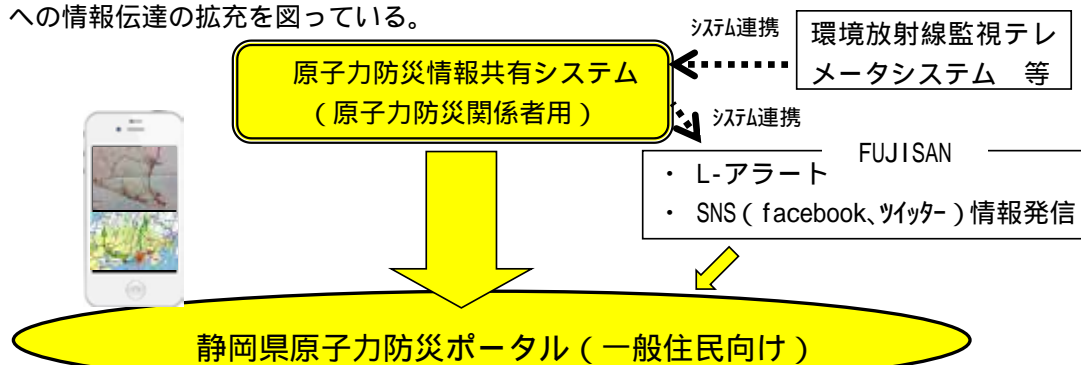 への情報伝達の拡充を図っている。
ｼｽﾃﾑ連携
環境放射線監視テレ
メータシステム　等
原子力防災情報共有システム
（原子力防災関係者用）
ｼｽﾃﾑ連携
FUJISAN
・ L-アラート
・ SNS（facebook、ﾂｲｯﾀｰ）情報発信
静岡県原子力防災ポータル（一般住民向け）